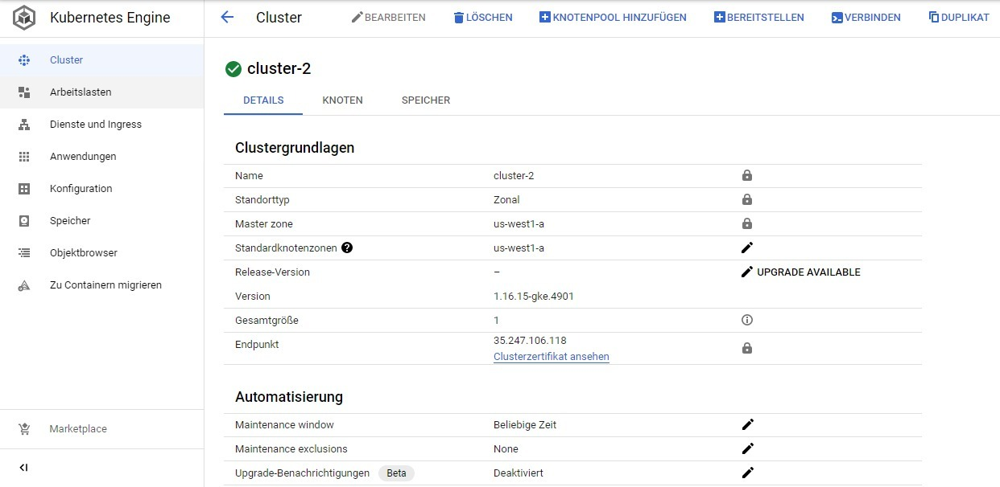 Kubernetes Engine
Cluster
BEARBEITEN
LÖSCHEN
KNOTENPOOL HINZUFÜGEN
BEREITSTELLEN
VERBINDEN
DUPLIKAT
Cluster
Arbeitslasten
Dienste und Ingress
Anwendungen
Konfiguration
Speicher
Objektbrowser
Zu Containern migrieren
Marketplace
cluster-2
DETAILS KNOTEN SPEICHER
Clustergrundlagen
Name cluster-2
Standorttyp Zonal
Master zone us-west1-a
Standardknotenzonen ? us-west1-a
Release-Version – UPGRADE AVAILABLE
Version 1.16.15-gke.4901
Gesamtgröße 1
Endpunkt 35.247.106.118
Clusterzertifikat ansehen
Automatisierung
Maintenance window Beliebige Zeit
Maintenance exclusions None
Upgrade-Benachrichtigungen Beta Deaktiviert